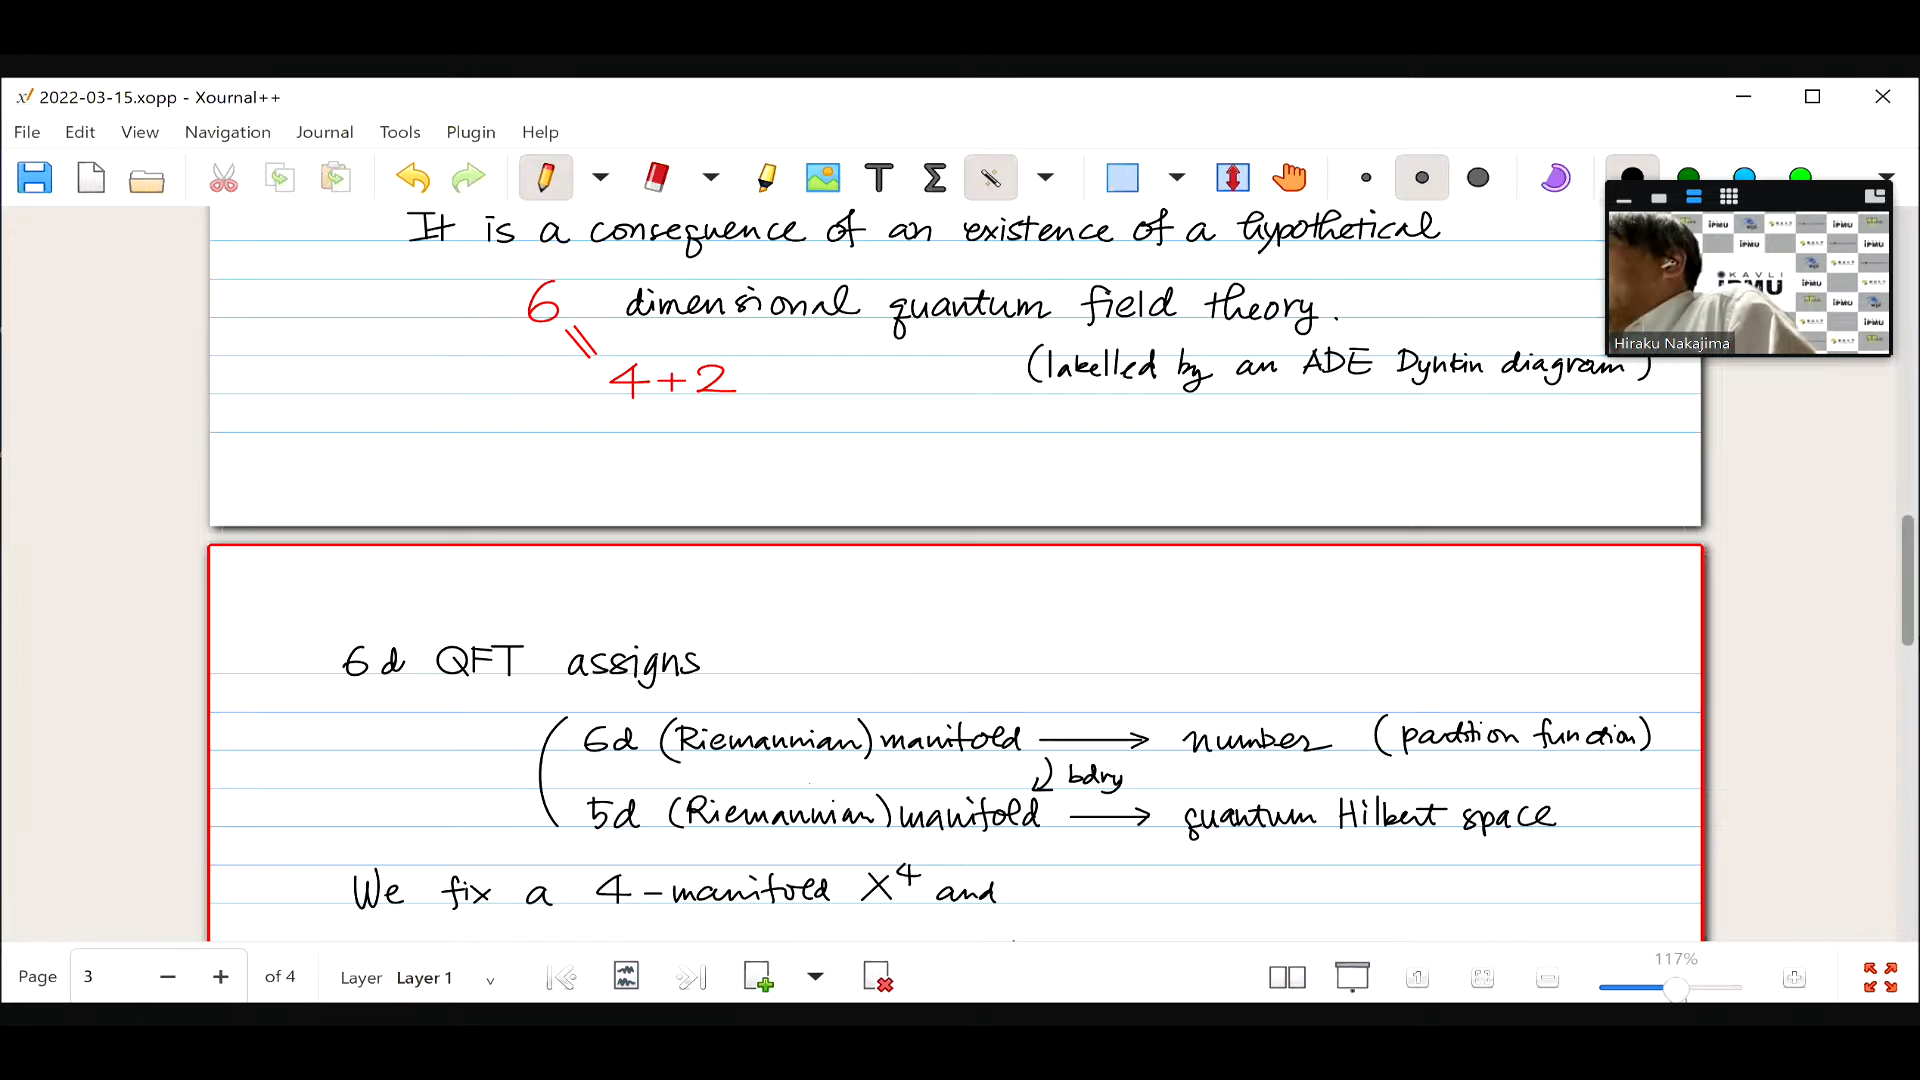 2022-03-15.xopp - Xournal++
File Edit View Navigation Journal Tools Plugin Help
It is a consequence of an existence of a hypothetical
6 dimensional quantum field theory.
4+2
(labelled by an ADE Dynkin diagram)
KAVLI
IPMU
Hiraku Nakajima
6d QFT assigns
6d (Riemannian) manifold → number (partition function)
bdry
5d (Riemannian) manifold → quantum Hilbert space
We fix a 4-manifold X⁴ and
Page 3 of 4 Layer Layer 1 117%